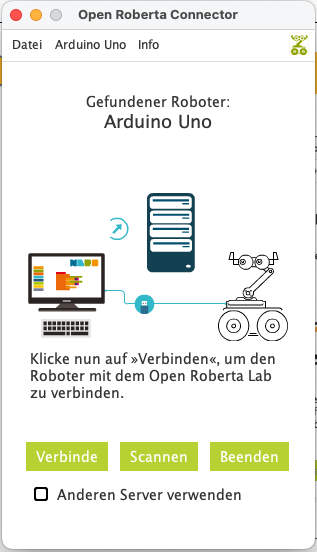 Open Roberta Connector
Datei Arduino Uno Info
Gefundener Roboter:
Arduino Uno
Klicke nun auf »Verbinden«, um den
Roboter mit dem Open Roberta Lab
zu verbinden.
Verbinde Scannen Beenden
Anderen Server verwenden